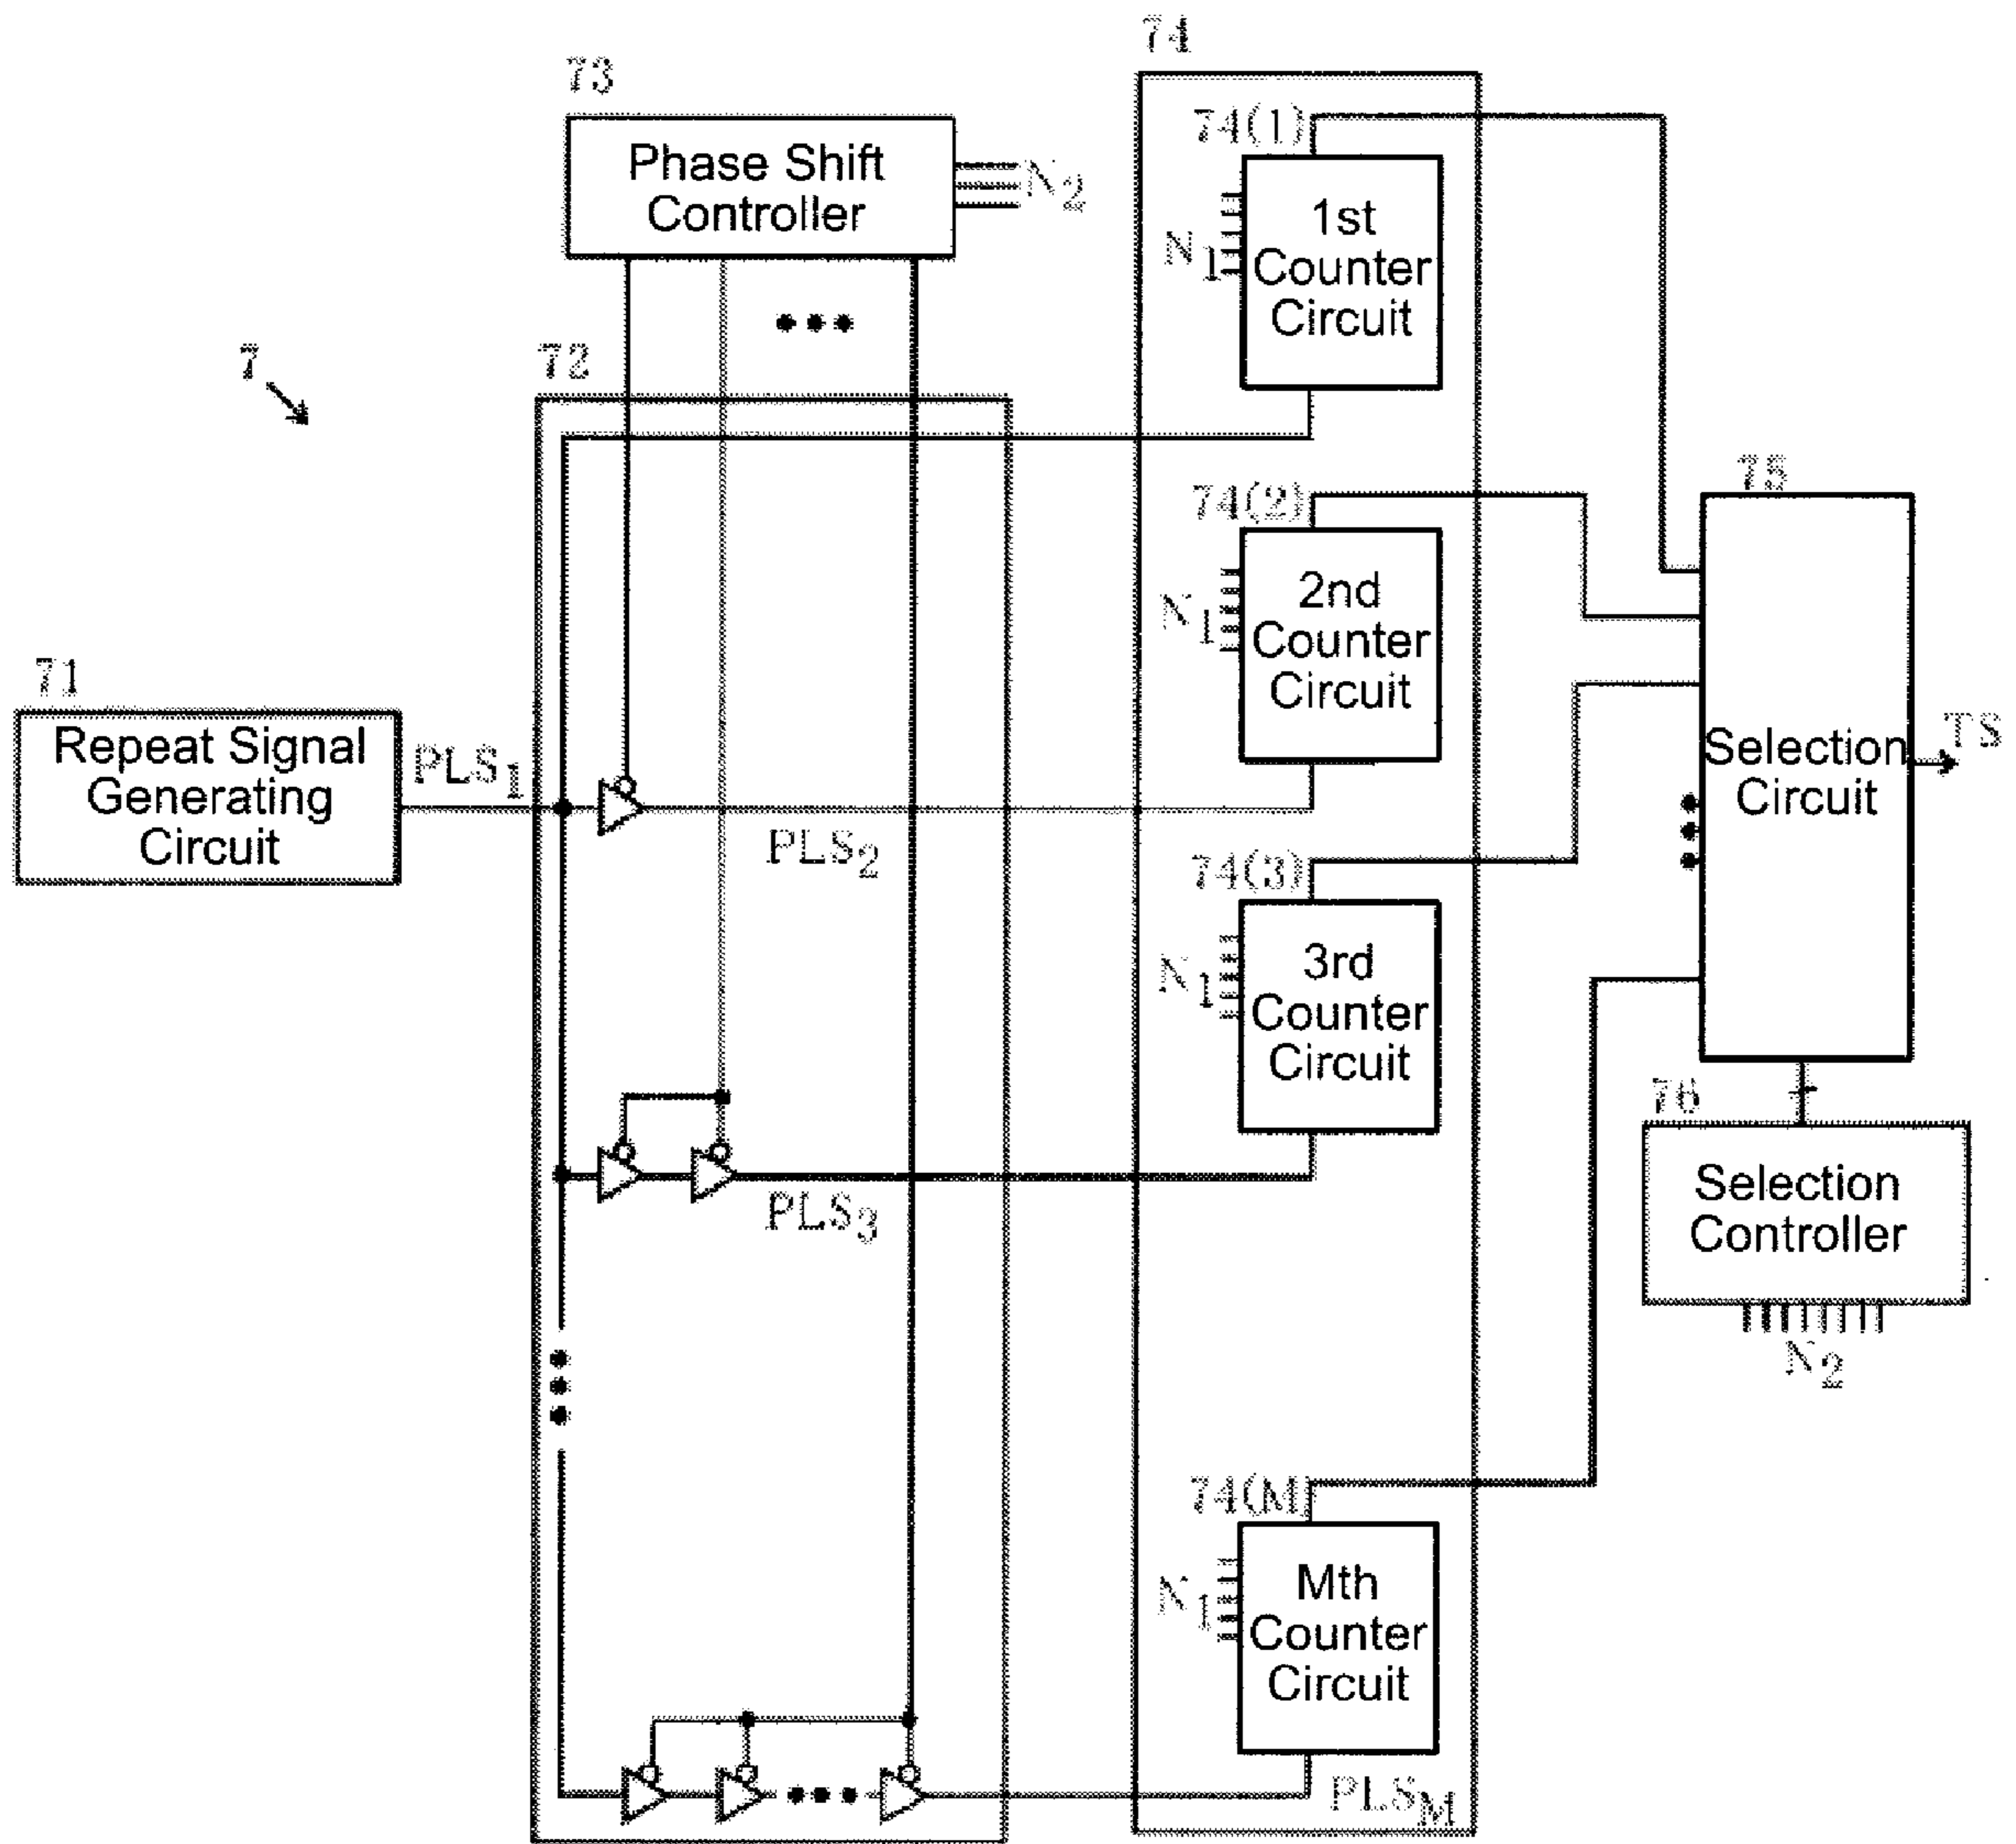 74
73
74(1)
Phase Shift
Controller
N2
1st
Counter
Circuit
N1
7
72
75
74(2)
2nd
Counter
Circuit
N1
71
Repeat Signal
Generating
Circuit
PLS1
PLS2
Selection
Circuit
TS
74(3)
3rd
Counter
Circuit
N1
76
PLS3
Selection
Controller
N2
74(M)
Mth
Counter
Circuit
N1
PLSM